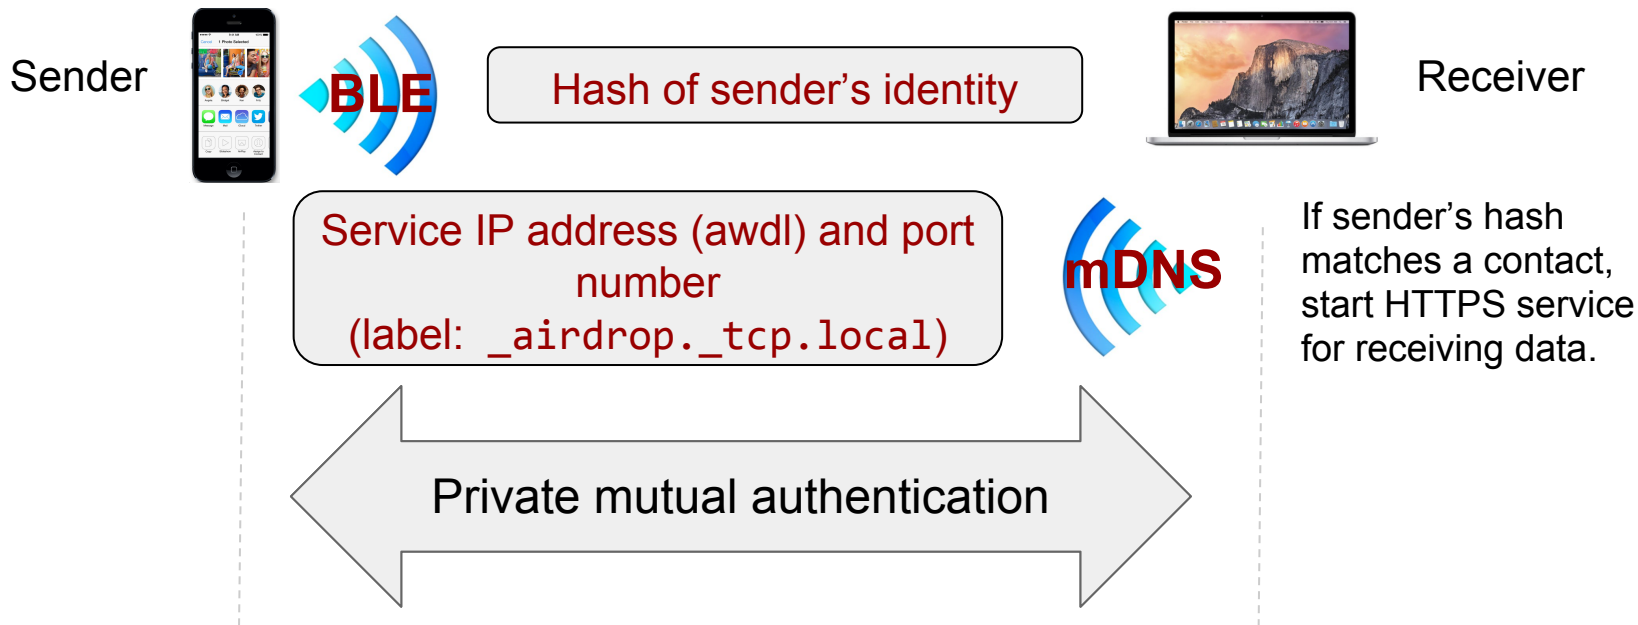 Sender
BLE
Hash of sender's identity
Receiver
Service IP address (awdl) and port
number
(label: _airdrop._tcp.local)
mDNS
If sender's hash
matches a contact,
start HTTPS service
for receiving data.
Private mutual authentication